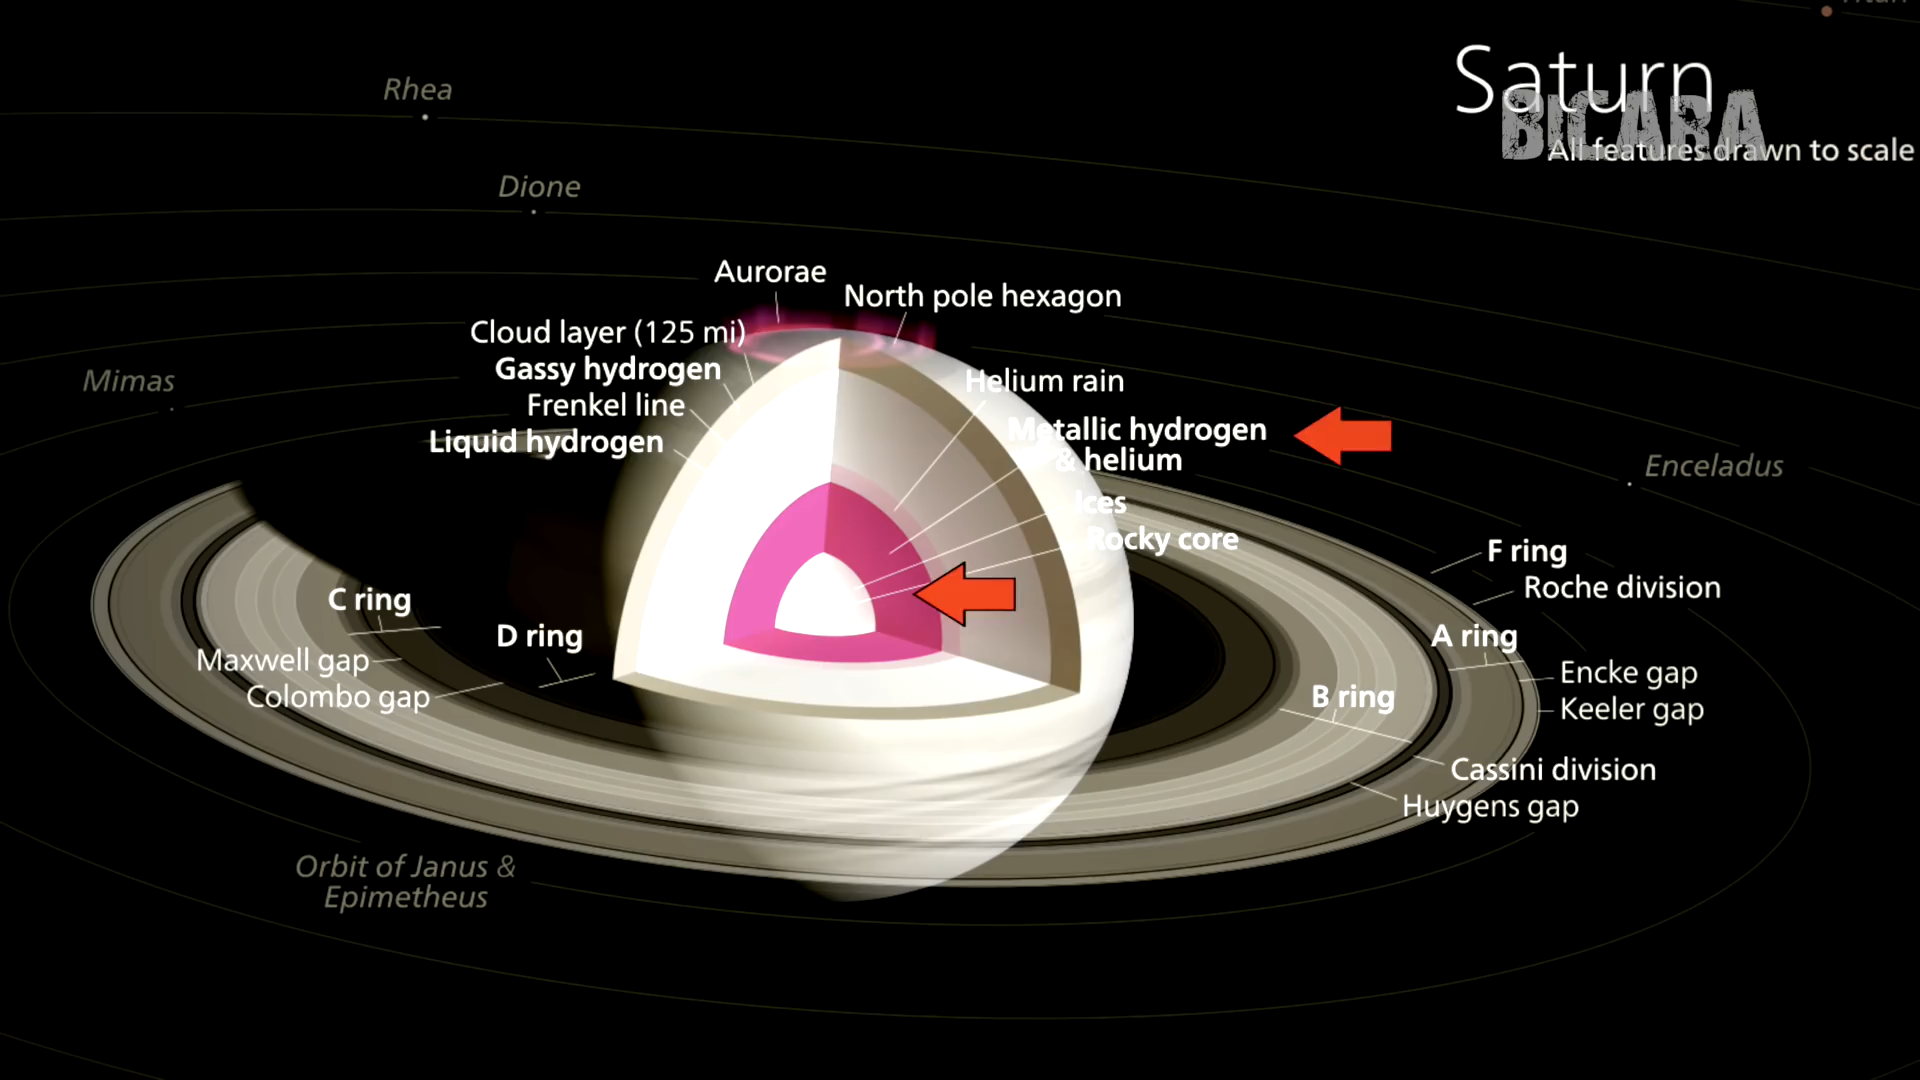 Titan
Saturn
BICARA
All features drawn to scale
Rhea
Dione
Aurorae
North pole hexagon
Cloud layer (125 mi)
Gassy hydrogen
Frenkel line
Liquid hydrogen
Mimas
Helium rain
Metallic hydrogen
& helium
Ices
Rocky core
Enceladus
F ring
Roche division
A ring
Encke gap
Keeler gap
B ring
Cassini division
Huygens gap
C ring
D ring
Maxwell gap
Colombo gap
Orbit of Janus &
Epimetheus